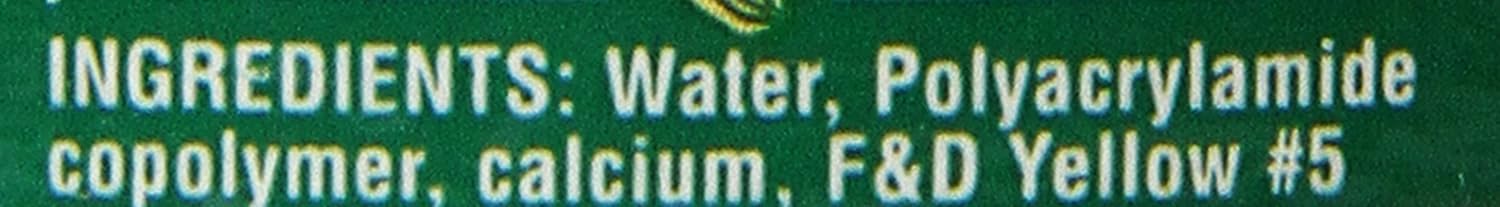 INGREDIENTS: Water, Polyacrylamide
copolymer, calcium, F&D Yellow #5